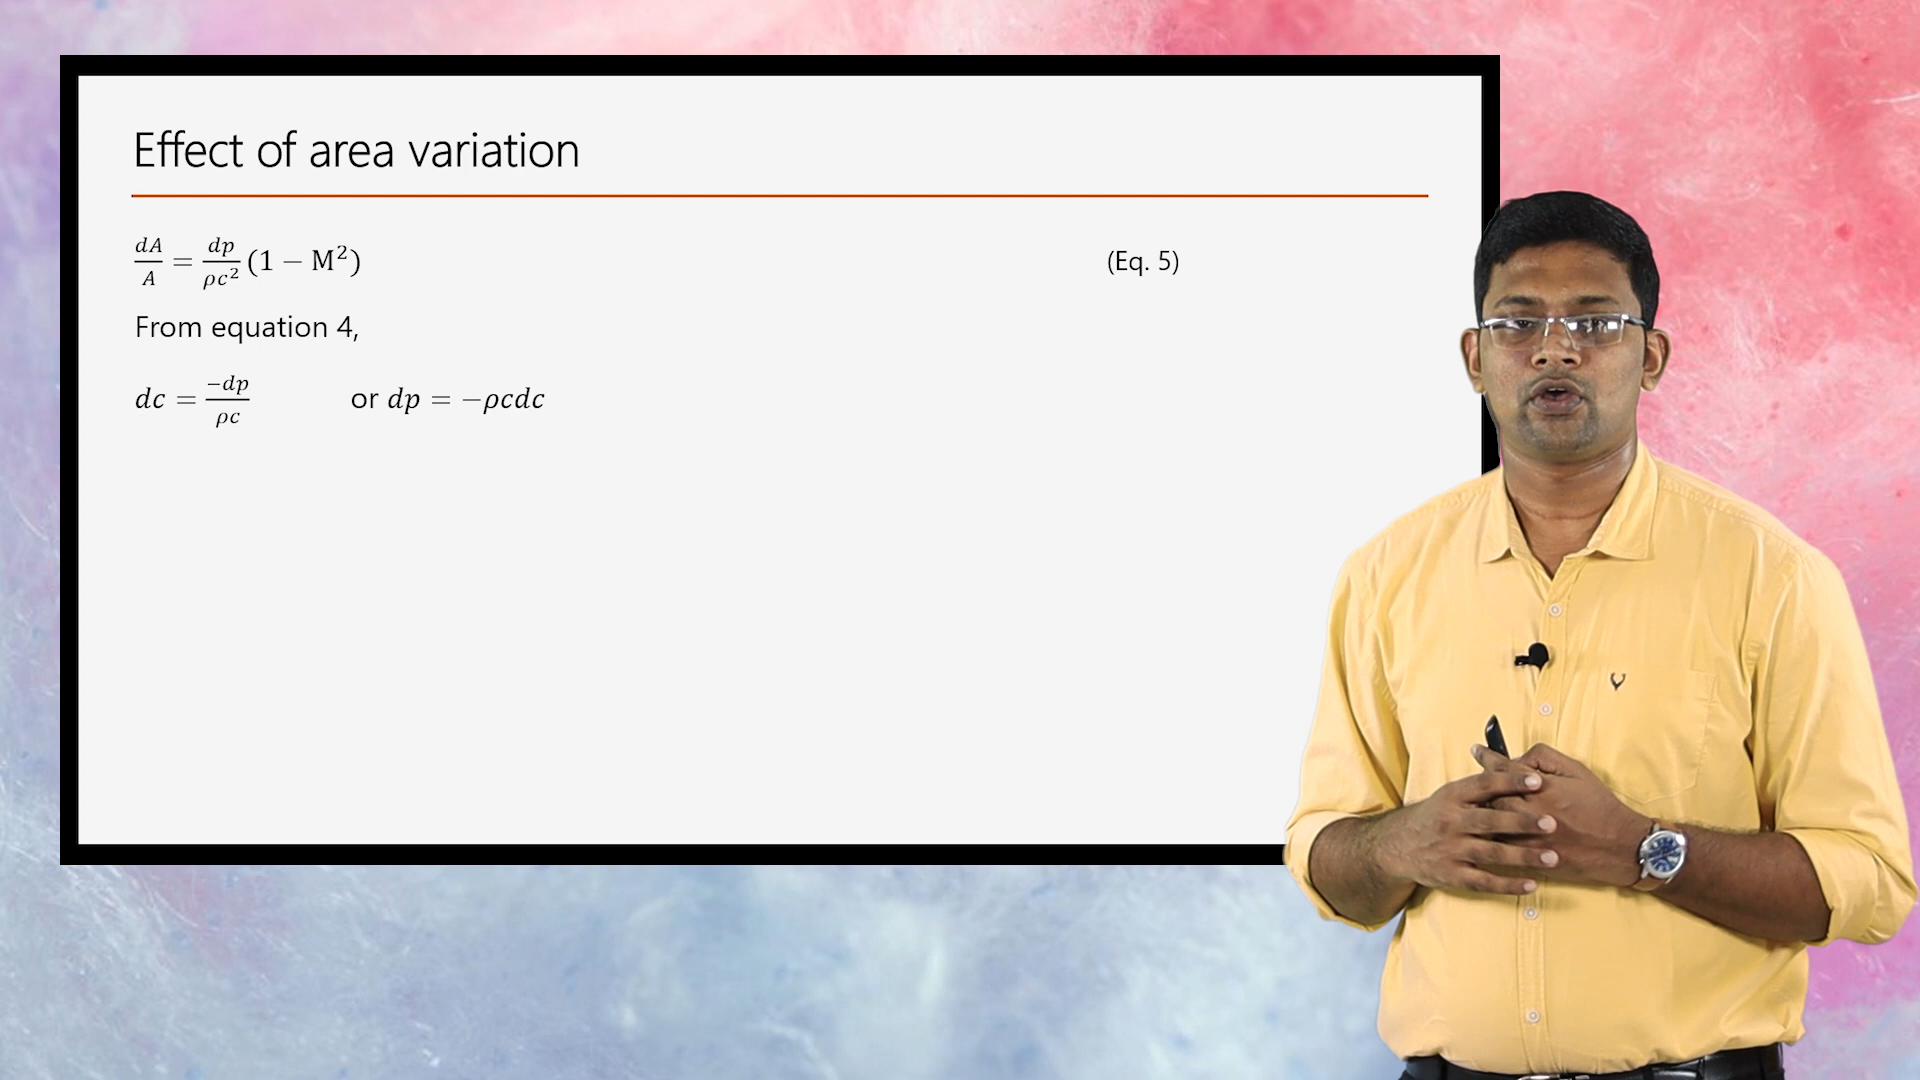 Effect of area variation
dA/A = dp/ρc² (1 − M²) (Eq. 5)
From equation 4,
dc = −dp/ρc or dp = −ρcdc